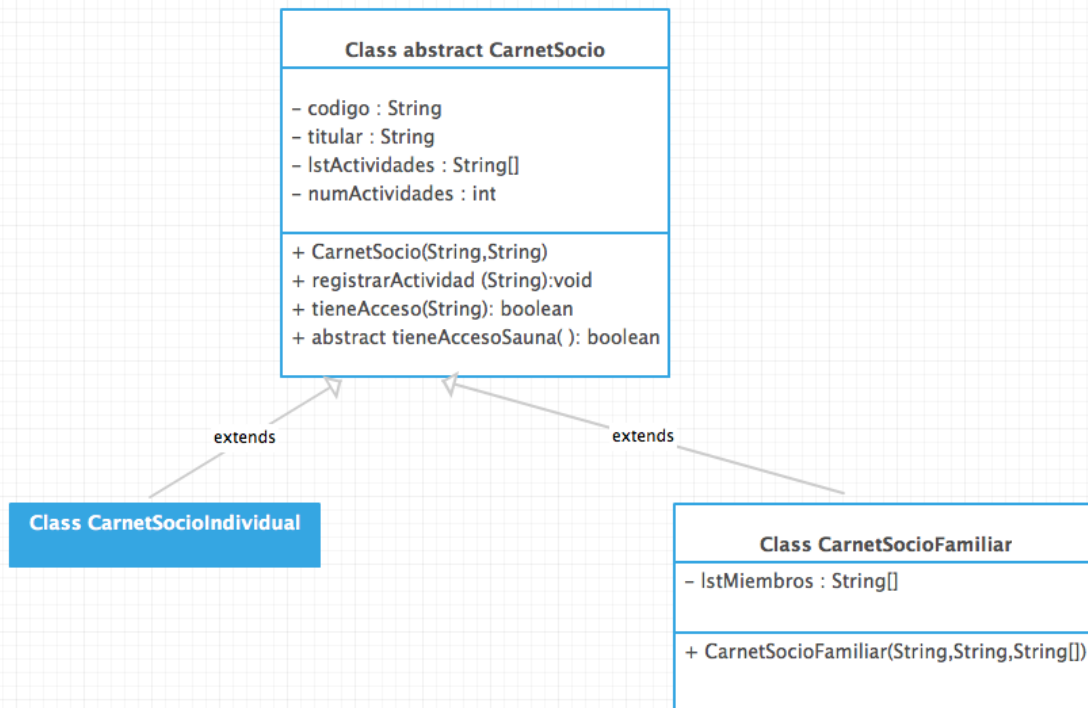 Class abstract CarnetSocio
– codigo : String
– titular : String
– lstActividades : String[]
– numActividades : int
+ CarnetSocio(String,String)
+ registrarActividad (String):void
+ tieneAcceso(String): boolean
+ abstract tieneAccesoSauna( ): boolean
extends
extends
Class CarnetSocioIndividual
Class CarnetSocioFamiliar
– lstMiembros : String[]
+ CarnetSocioFamiliar(String,String,String[])